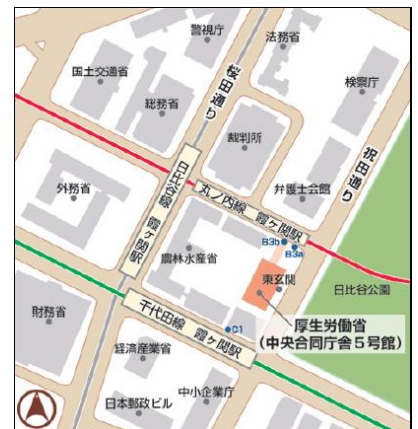 警視庁
法務省
国土交通省
桜田通り
検察庁
総務省
裁判所
祝田通り
日比谷線 霞ケ関駅
丸ノ内線 霞ケ関駅
外務省
弁護士会館
B3b
B3a
農林水産省
東玄関
日比谷公園
千代田線 霞ケ関駅
C1
財務省
厚生労働省
(中央合同庁舎5号館)
経済産業省
中小企業庁
日本郵政ビル